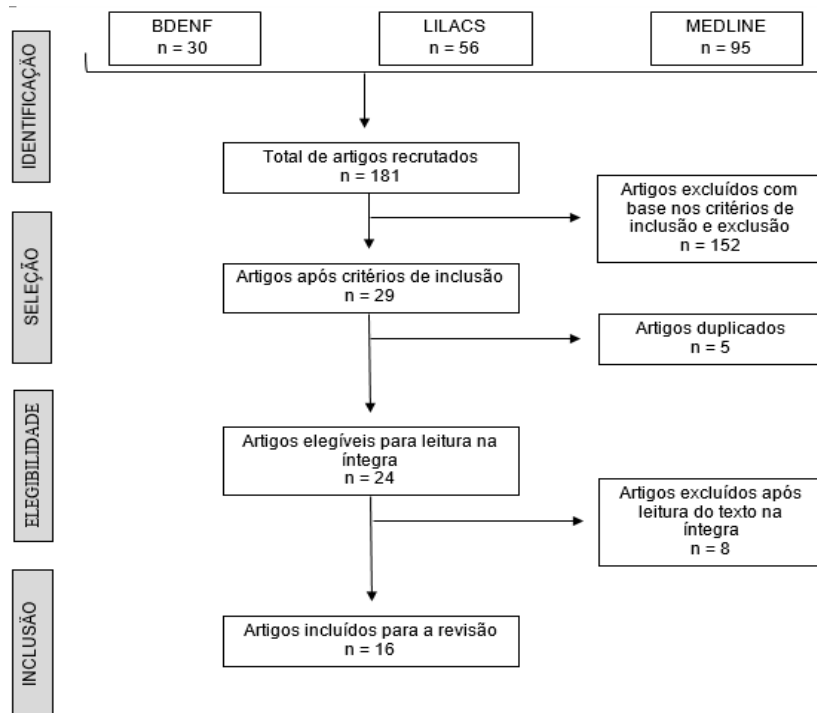 BDENF
n = 30
LILACS
n = 56
MEDLINE
n = 95
IDENTIFICAÇÃO
Total de artigos recrutados
n = 181
Artigos excluídos com
base nos critérios de
inclusão e exclusão
n = 152
SELEÇÃO
Artigos após critérios de inclusão
n = 29
Artigos duplicados
n = 5
ELEGIBILIDADE
Artigos elegíveis para leitura na
íntegra
n = 24
Artigos excluídos após
leitura do texto na
íntegra
n = 8
INCLUSÃO
Artigos incluídos para a revisão
n = 16